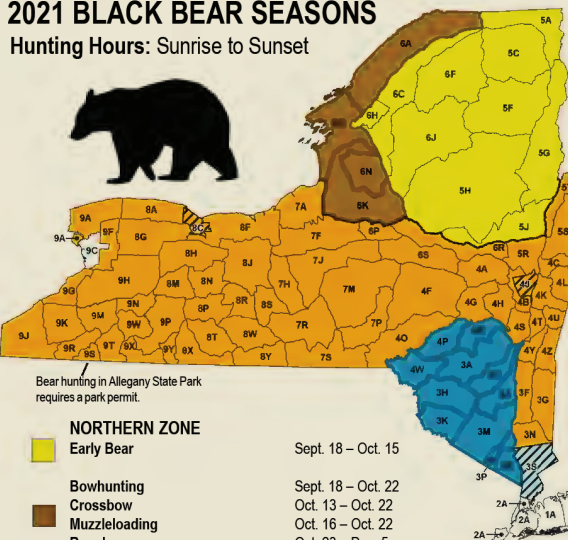 2021 BLACK BEAR SEASONS
Hunting Hours: Sunrise to Sunset
5A
6A
5C
6F
6C
5F
6H
6J
5G
6N
5H
6K
7A
8A
9A
8C
8F
6P
5J
9A
9F
8G
7F
9C
8H
7J
6S
6R
5R
5S
8J
4A
4C
9H
8M
8N
7H
7M
4F
4J
4L
9G
8R
8S
4G
4H
4B
4K
9N
8P
9M
9K
9W
9P
7R
7P
4S
4T
4U
9J
8T
8W
4O
4P
9R
9T
9X
9Y
8X
8Y
7S
4Y
4Z
9S
4W
3A
3H
3F
3G
3K
3M
3N
3P
3S
2A
2A
1A
2A
Bear hunting in Allegany State Park
requires a park permit.
NORTHERN ZONE
Early Bear Sept. 18 – Oct. 15
Bowhunting Sept. 18 – Oct. 22
Crossbow Oct. 13 – Oct. 22
Muzzleloading Oct. 16 – Oct. 22